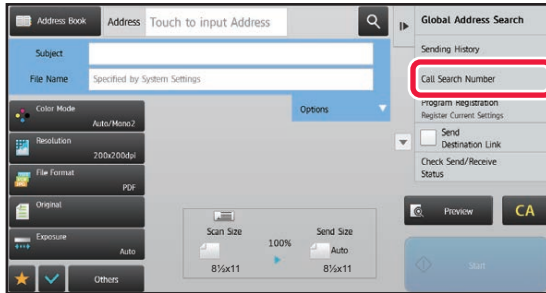 Address Book
Address
Touch to input Address
Subject
File Name
Specified by System Settings
Options
Color Mode
Auto/Mono2
Resolution
200x200dpi
File Format
PDF
Original
Exposure
Auto
Others
Scan Size
100%
Send Size
Auto
8½x11
8½x11
Global Address Search
Sending History
Call Search Number
Program Registration
Register Current Settings
Send
Destination Link
Check Send/Receive
Status
Preview
CA
Start